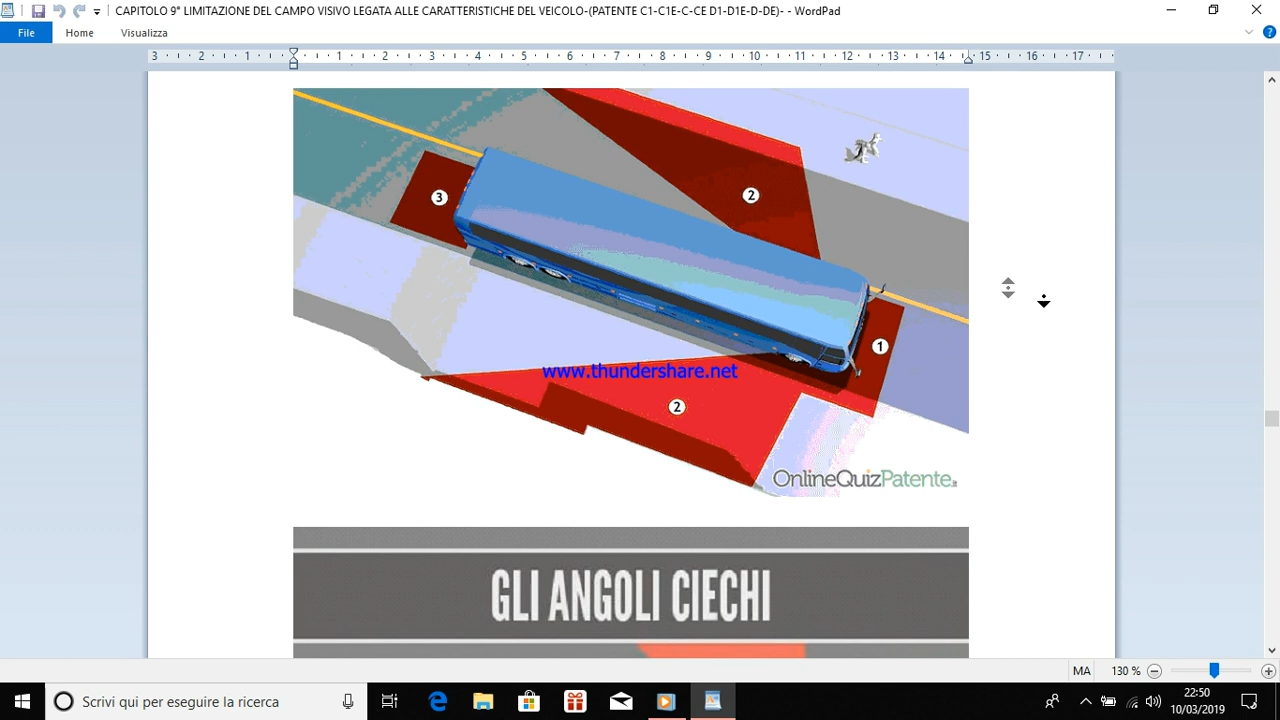 CAPITOLO 9° LIMITAZIONE DEL CAMPO VISIVO LEGATA ALLE CARATTERISTICHE DEL VEICOLO-(PATENTE C1-C1E-C-CE.D1-D1E-D-DE)- - WordPad
File Home Visualizza
3 2 1 1 2 3 4 5 6 7 8 9 10 11 12 13 14 15 16 17
3
2
1
www.thundershare.net
2
OnlineQuizPatente.it
GLI ANGOLI CIECHI
MA 130 %
Scrivi qui per eseguire la ricerca
22:50
10/03/2019